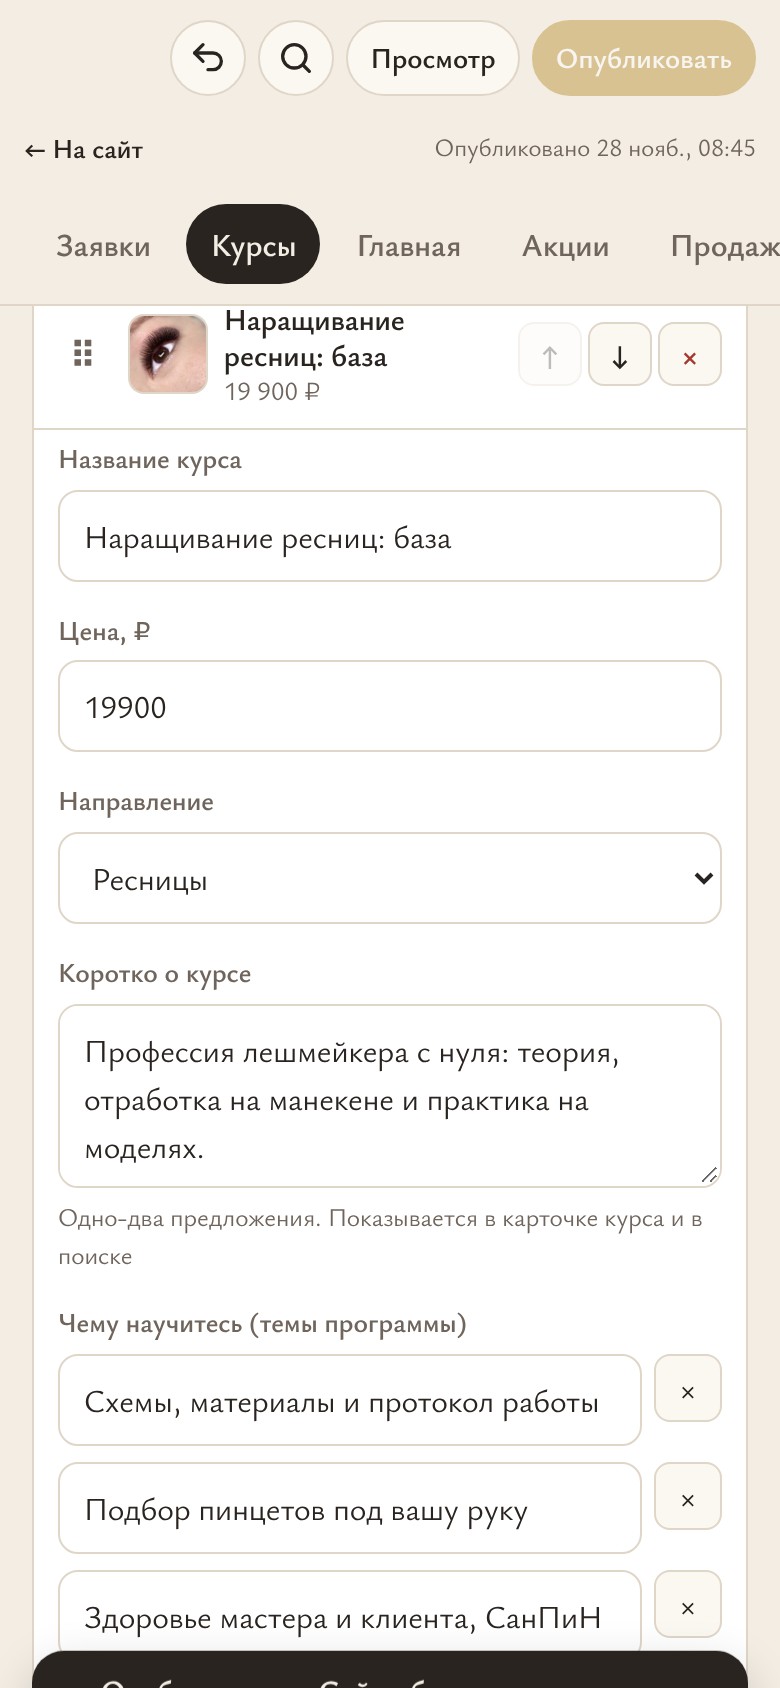 Просмотр
Опубликовать
← На сайт
Опубликовано 28 нояб., 08:45
Заявки
Курсы
Главная
Акции
Наращивание
ресниц: база
19 900 ₽
↑
↓
×
Название курса
Наращивание ресниц: база
Цена, ₽
19900
Направление
Ресницы
Коротко о курсе
Профессия лешмейкера с нуля: теория,
отработка на манекене и практика на
моделях.
Одно-два предложения. Показывается в карточке курса и в
поиске
Чему научитесь (темы программы)
Схемы, материалы и протокол работы
×
Подбор пинцетов под вашу руку
×
Здоровье мастера и клиента, СанПиН
×